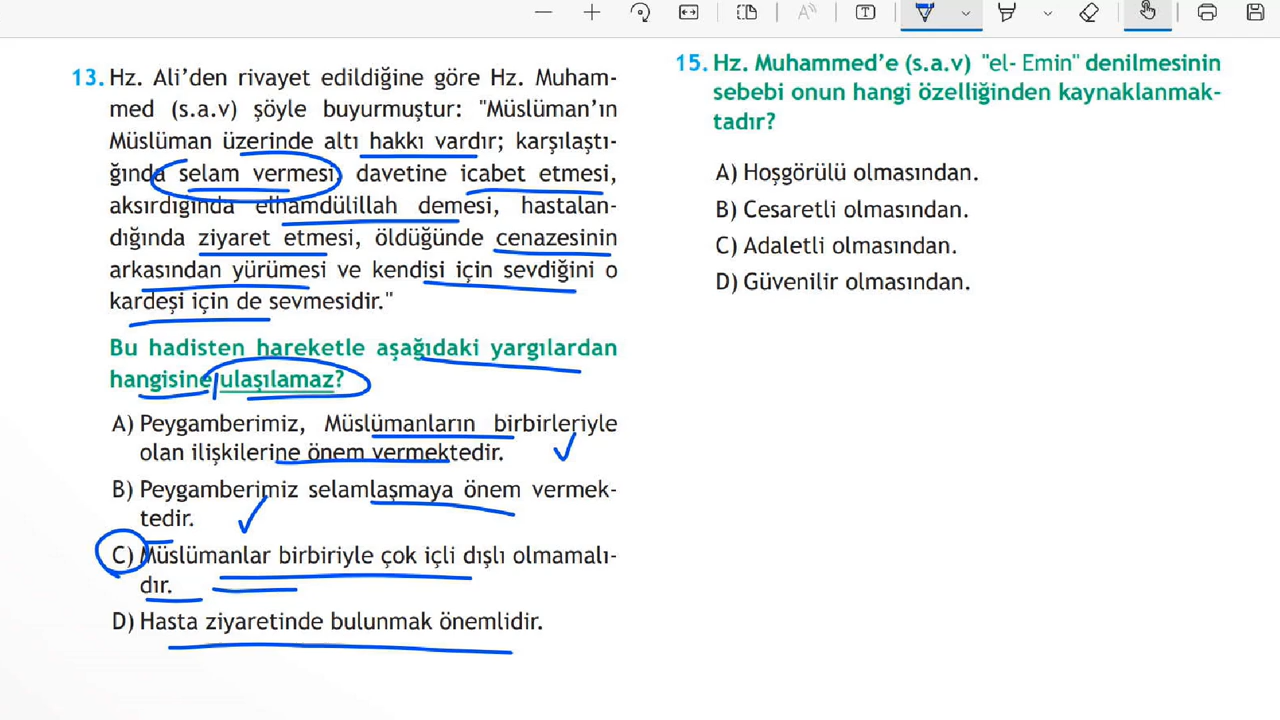 13. Hz. Ali’den rivayet edildiğine göre Hz. Muham-
med (s.a.v) şöyle buyurmuştur: "Müslüman’ın
Müslüman üzerinde altı hakkı vardır; karşılaştı-
ğında selam vermesi, davetine icabet etmesi,
aksırdığında elhamdülillah demesi, hastalan-
dığında ziyaret etmesi, öldüğünde cenazesinin
arkasından yürümesi ve kendisi için sevdiğini o
kardeşi için de sevmesidir."
Bu hadisten hareketle aşağıdaki yargılardan
hangisine ulaşılamaz?
A) Peygamberimiz, Müslümanların birbirleriyle
olan ilişkilerine önem vermektedir.
B) Peygamberimiz selamlaşmaya önem vermek-
tedir.
C) Müslümanlar birbiriyle çok içli dışlı olmamalı-
dır.
D) Hasta ziyaretinde bulunmak önemlidir.
15. Hz. Muhammed’e (s.a.v) "el- Emin" denilmesinin
sebebi onun hangi özelliğinden kaynaklanmak-
tadır?
A) Hoşgörülü olmasından.
B) Cesaretli olmasından.
C) Adaletli olmasından.
D) Güvenilir olmasından.